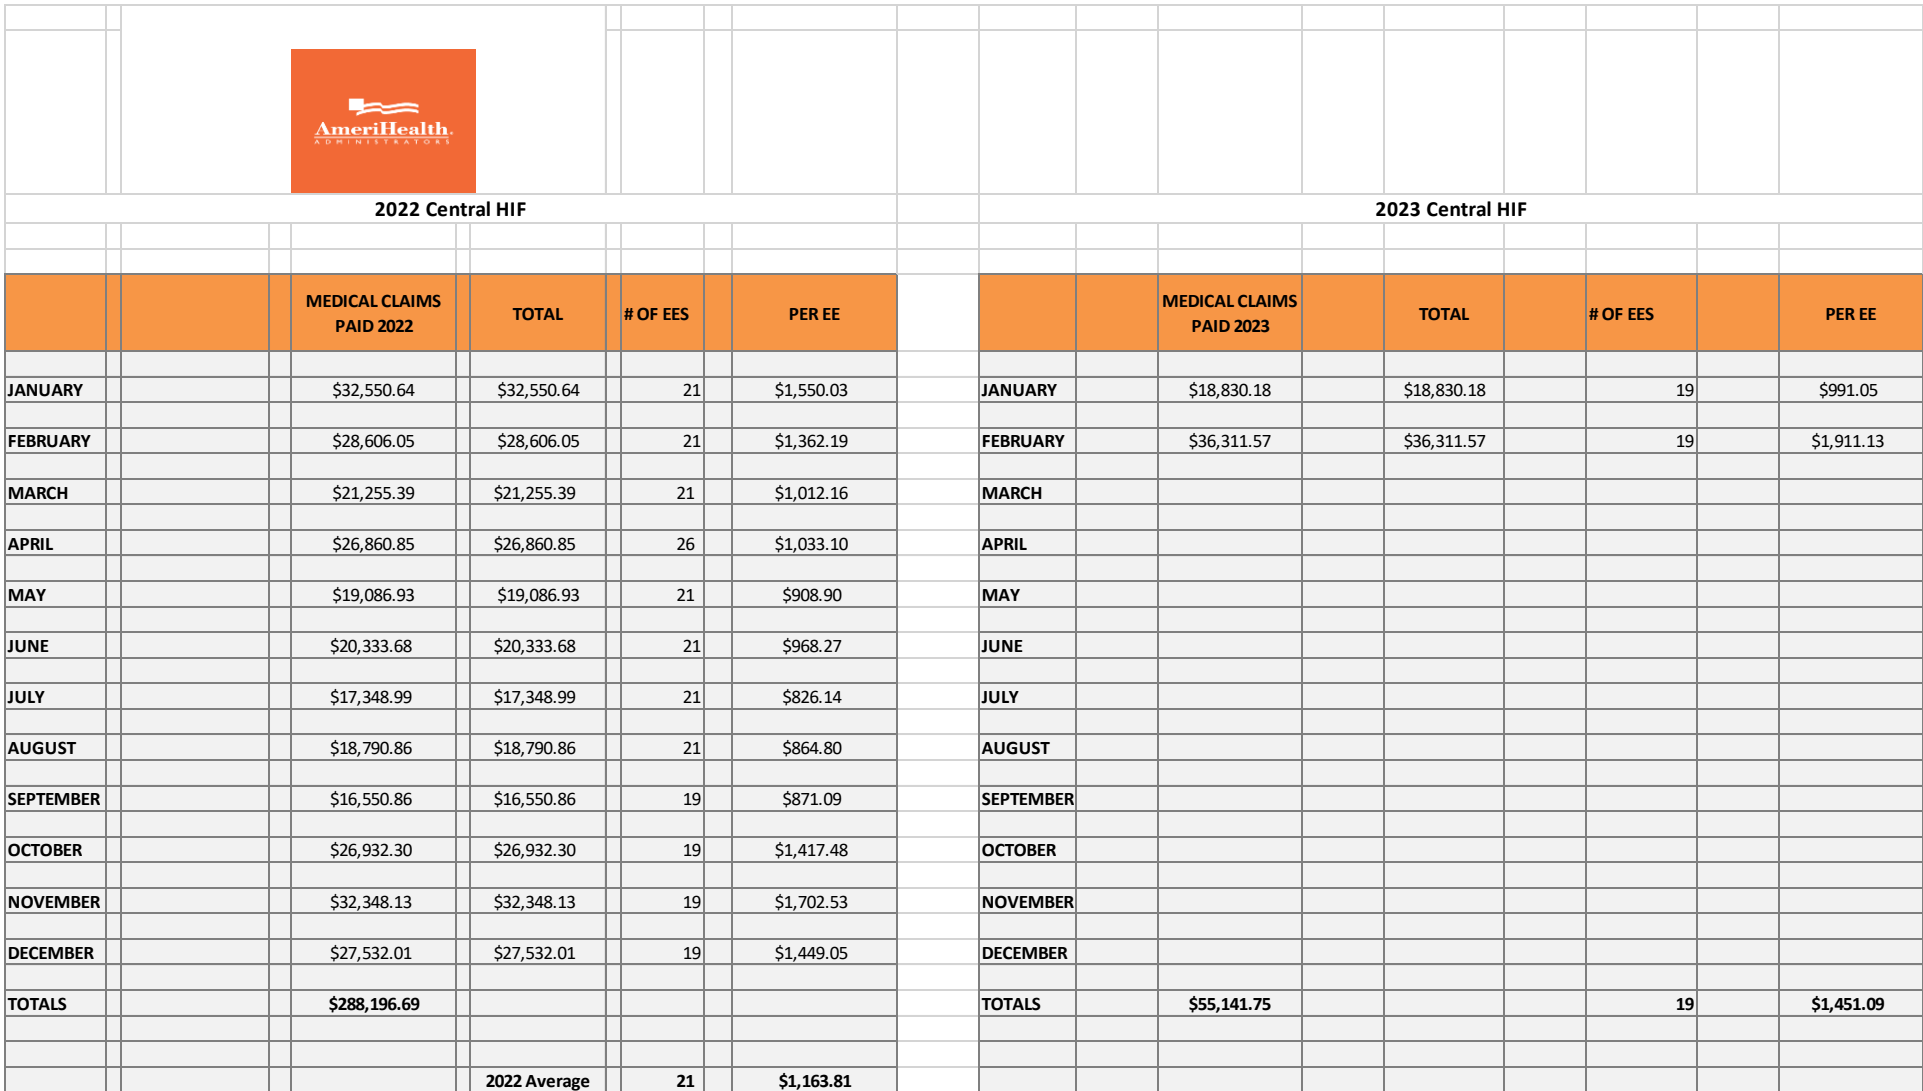 AmeriHealth.
ADMINISTRATORS
2022 Central HIF
2023 Central HIF
MEDICAL CLAIMS PAID 2022 TOTAL # OF EES PER EE
MEDICAL CLAIMS PAID 2023 TOTAL # OF EES PER EE
JANUARY $32,550.64 $32,550.64 21 $1,550.03 JANUARY $18,830.18 $18,830.18 19 $991.05
FEBRUARY $28,606.05 $28,606.05 21 $1,362.19 FEBRUARY $36,311.57 $36,311.57 19 $1,911.13
MARCH $21,255.39 $21,255.39 21 $1,012.16 MARCH
APRIL $26,860.85 $26,860.85 26 $1,033.10 APRIL
MAY $19,086.93 $19,086.93 21 $908.90 MAY
JUNE $20,333.68 $20,333.68 21 $968.27 JUNE
JULY $17,348.99 $17,348.99 21 $826.14 JULY
AUGUST $18,790.86 $18,790.86 21 $864.80 AUGUST
SEPTEMBER $16,550.86 $16,550.86 19 $871.09 SEPTEMBER
OCTOBER $26,932.30 $26,932.30 19 $1,417.48 OCTOBER
NOVEMBER $32,348.13 $32,348.13 19 $1,702.53 NOVEMBER
DECEMBER $27,532.01 $27,532.01 19 $1,449.05 DECEMBER
TOTALS $288,196.69 TOTALS $55,141.75 19 $1,451.09
2022 Average 21 $1,163.81